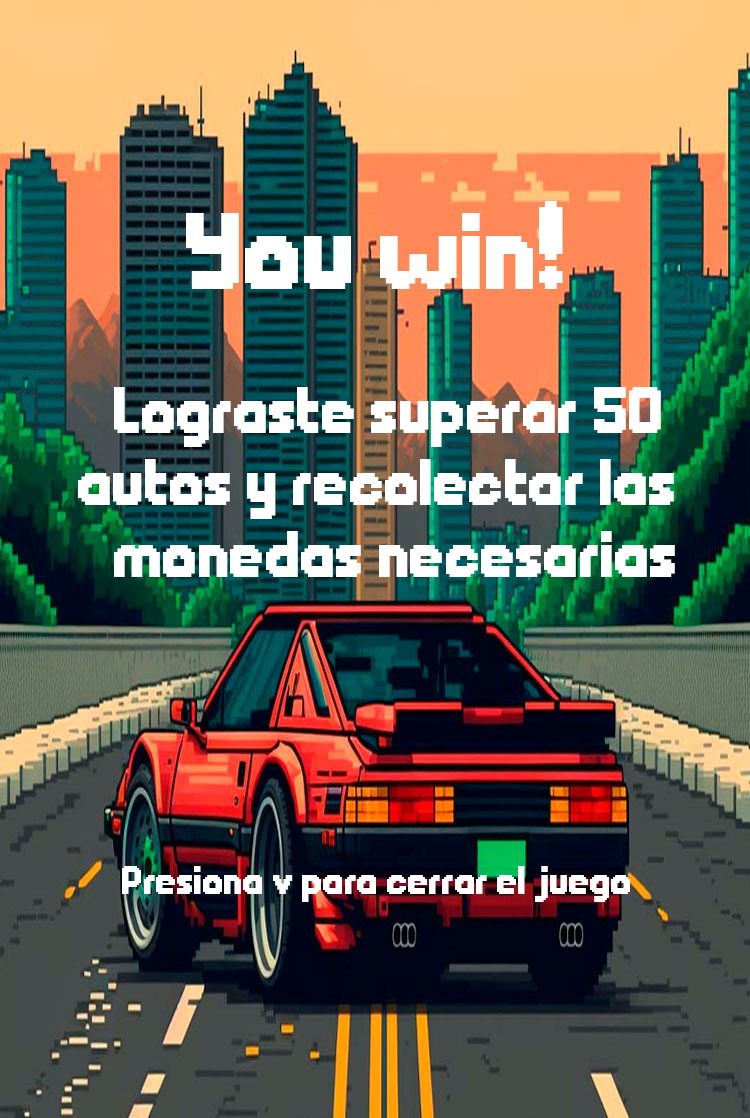 You win!
Lograste superar 50
autos y recolectar las
monedas necesarias
Presiona v para cerrar el juego